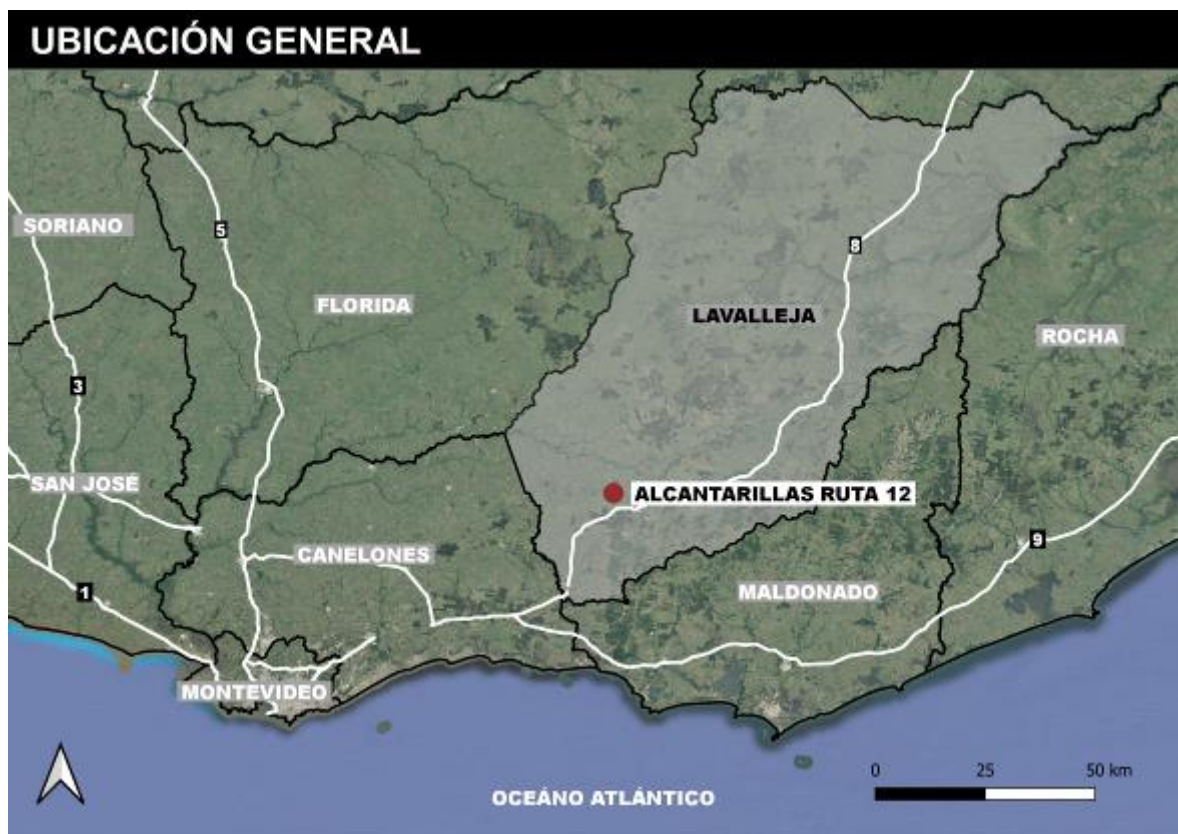 UBICACIÓN GENERAL
SORIANO
5
8
FLORIDA
LAVALLEJA
ROCHA
3
SAN JOSÉ
ALCANTARILLAS RUTA 12
CANELONES
9
1
MALDONADO
MONTEVIDEO
0 25 50 km
OCEÁNO ATLÁNTICO